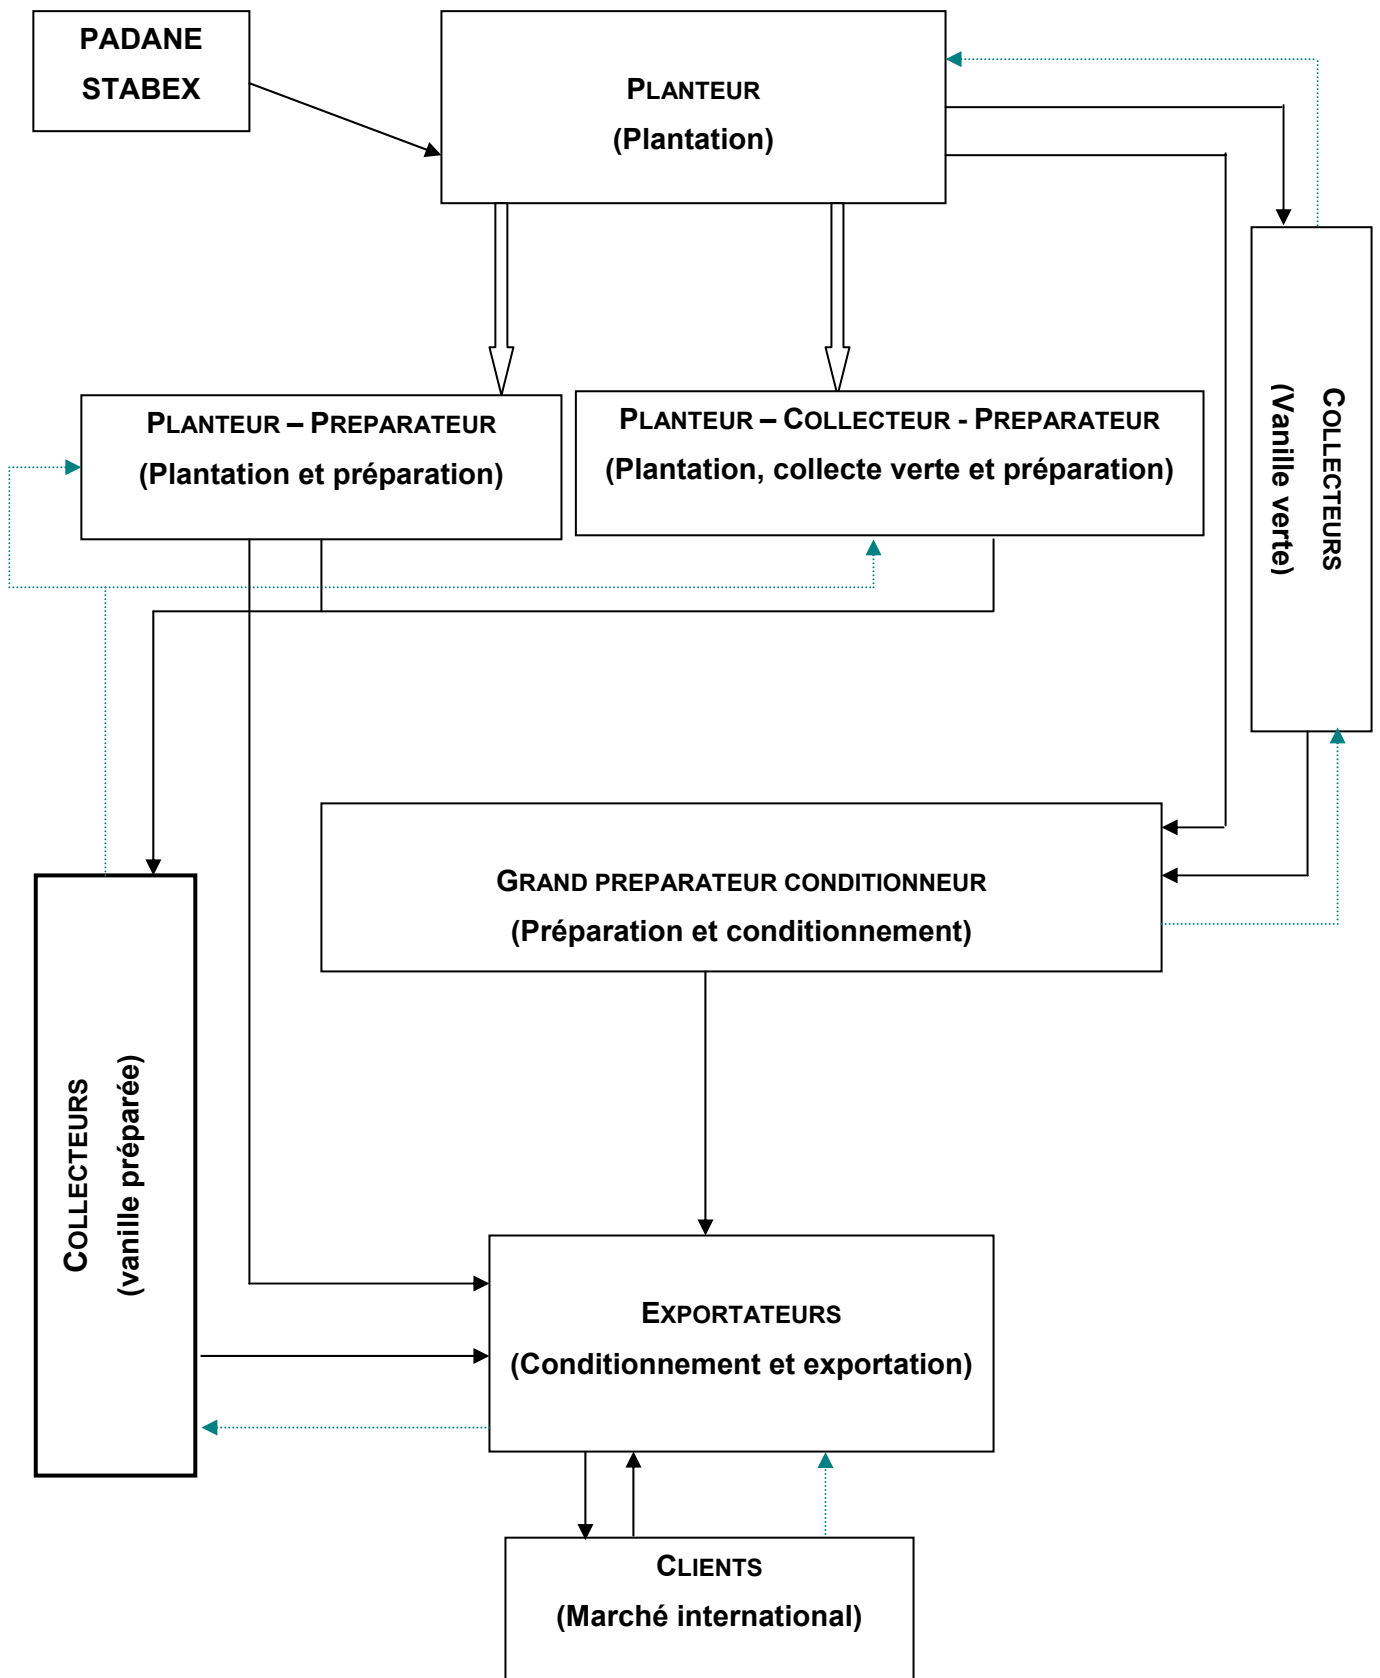 PADANE
STABEX
PLANTEUR
(Plantation)
PLANTEUR – PREPARATEUR
(Plantation et préparation)
PLANTEUR – COLLECTEUR - PREPARATEUR
(Plantation, collecte verte et préparation)
COLLECTEURS
(Vanille verte)
GRAND PREPARATEUR CONDITIONNEUR
(Préparation et conditionnement)
COLLECTEURS
(vanille préparée)
EXPORTATEURS
(Conditionnement et exportation)
CLIENTS
(Marché international)